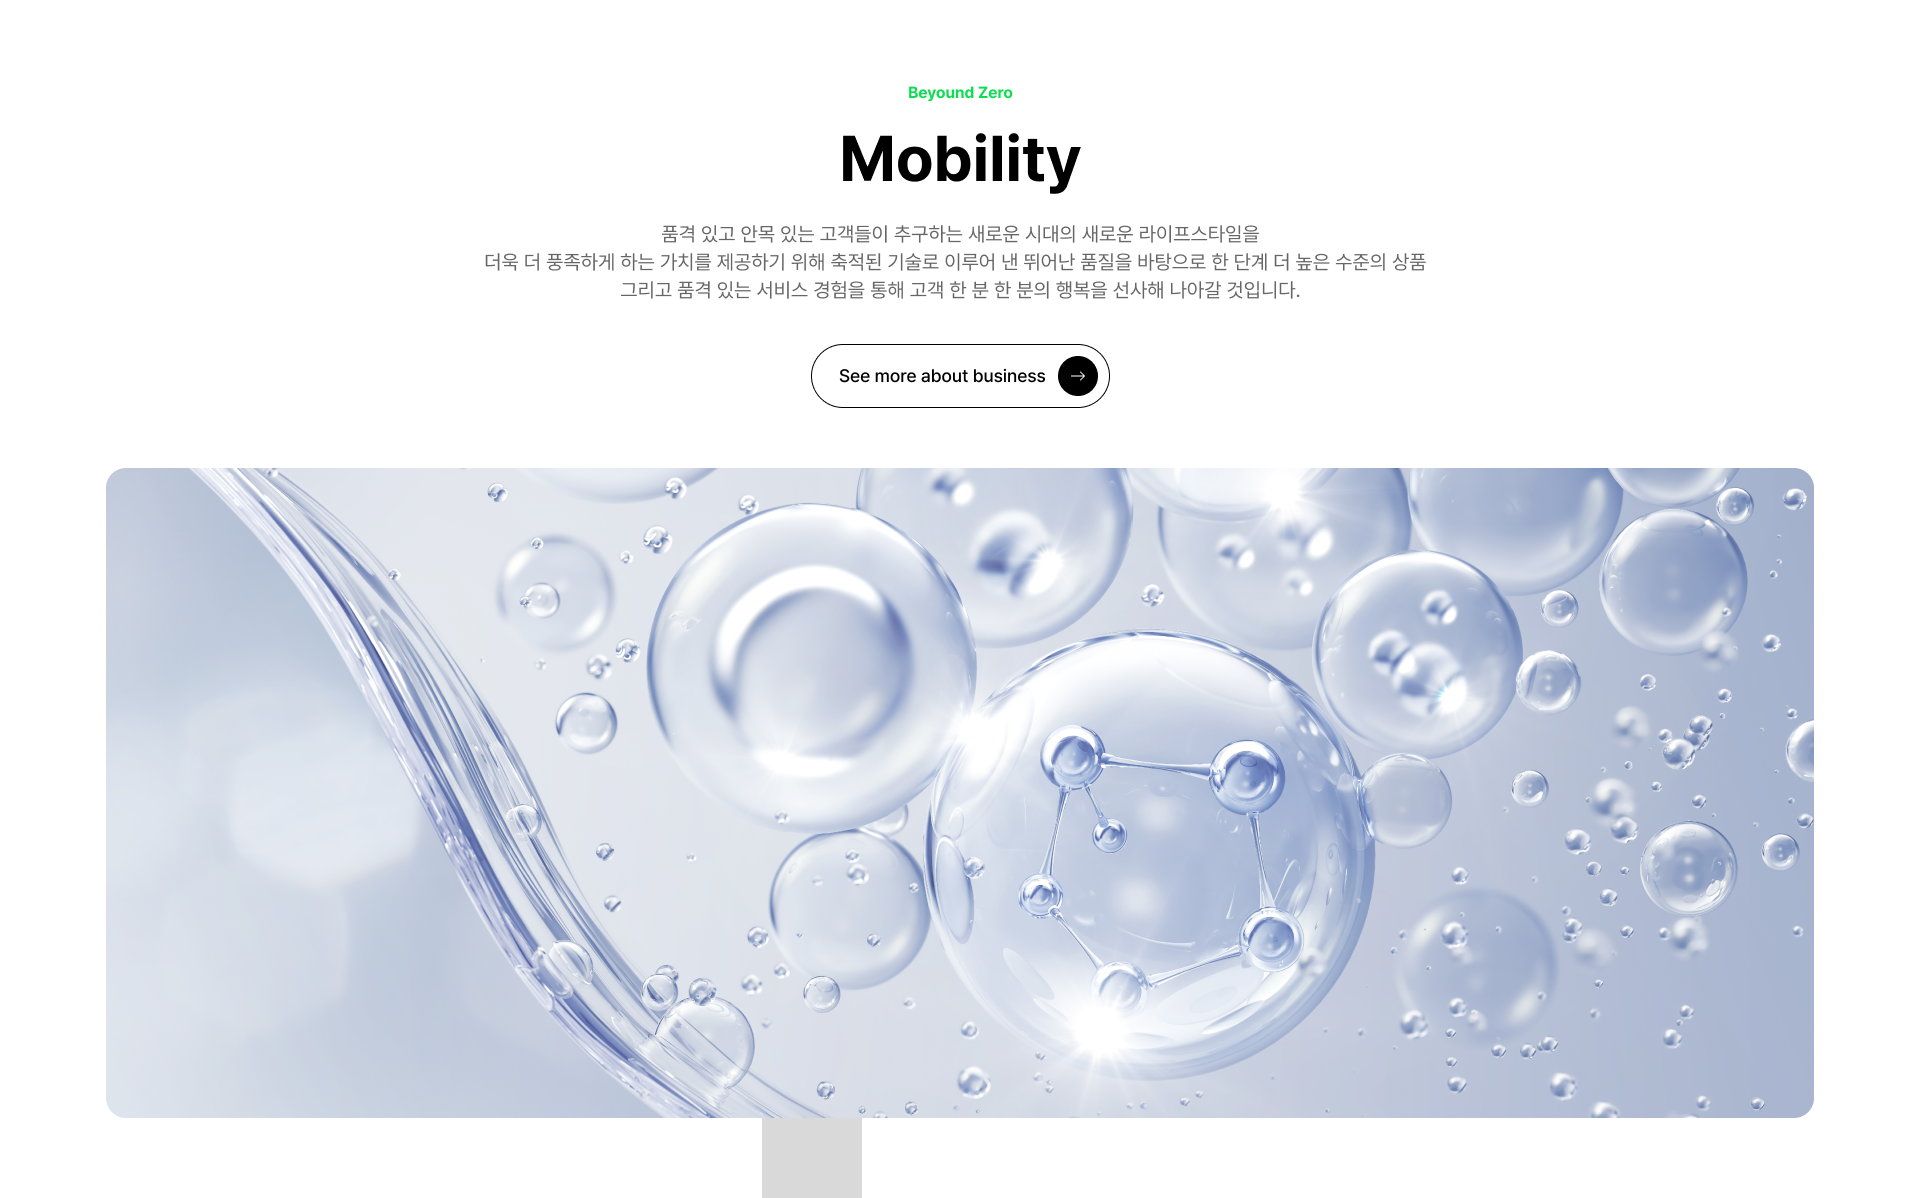 Beyound Zero
Mobility
품격 있고 안목 있는 고객들이 추구하는 새로운 시대의 새로운 라이프스타일을
더욱 더 풍족하게 하는 가치를 제공하기 위해 축적된 기술로 이루어 낸 뛰어난 품질을 바탕으로 한 단계 더 높은 수준의 상품
그리고 품격 있는 서비스 경험을 통해 고객 한 분 한 분의 행복을 선사해 나아갈 것입니다.
See more about business